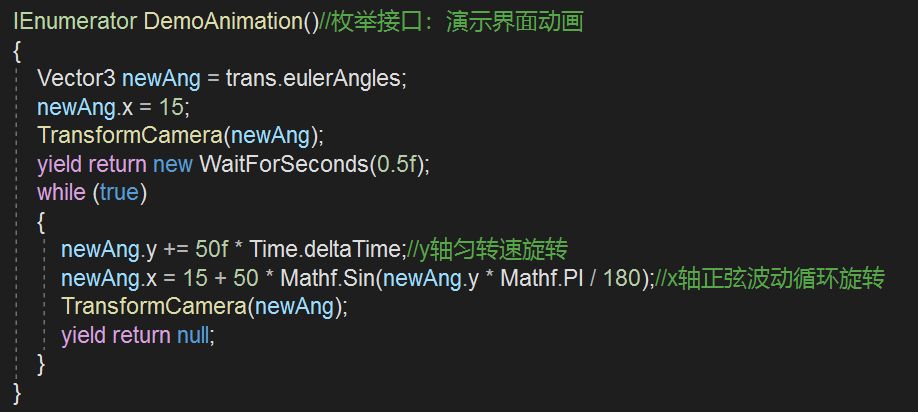 IEnumerator DemoAnimation()//枚举接口：演示界面动画
{
Vector3 newAng = trans.eulerAngles;
newAng.x = 15;
TransformCamera(newAng);
yield return new WaitForSeconds(0.5f);
while (true)
{
newAng.y += 50f * Time.deltaTime;//y轴匀转速旋转
newAng.x = 15 + 50 * Mathf.Sin(newAng.y * Mathf.PI / 180);//x轴正弦波动循环旋转
TransformCamera(newAng);
yield return null;
}
}